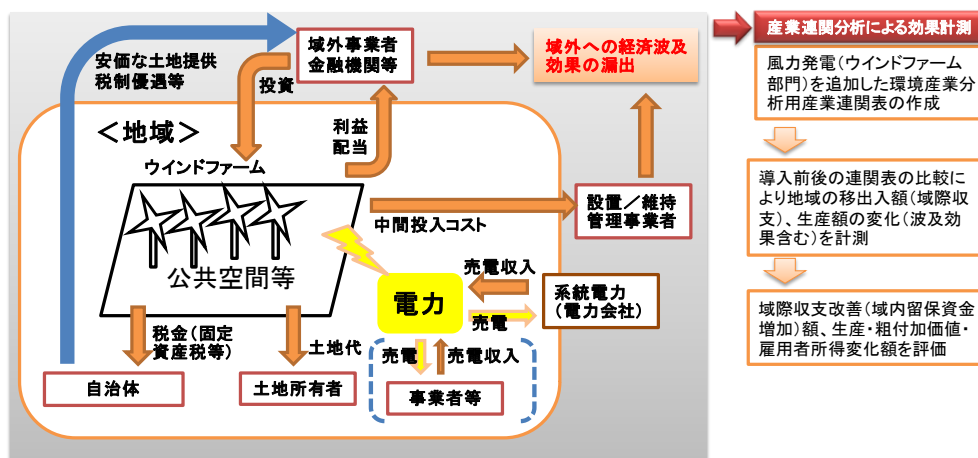 安価な土地提供
税制優遇等
域外事業者
金融機関等
投資
域外への経済波及
効果の漏出
利益
配当
＜地域＞
ウインドファーム
公共空間等
中間投入コスト
設置／維持
管理事業者
電力
売電収入
売電
系統電力
（電力会社）
税金（固定
資産税等）
土地代
売電
売電収入
自治体
土地所有者
事業者等
産業連関分析による効果計測
風力発電（ウインドファーム
部門）を追加した環境産業分
析用産業連関表の作成
導入前後の連関表の比較に
より地域の移出入額（域際収
支）、生産額の変化（波及効
果含む）を計測
域際収支改善（域内留保資金
増加）額、生産・粗付加価値・
雇用者所得変化額を評価